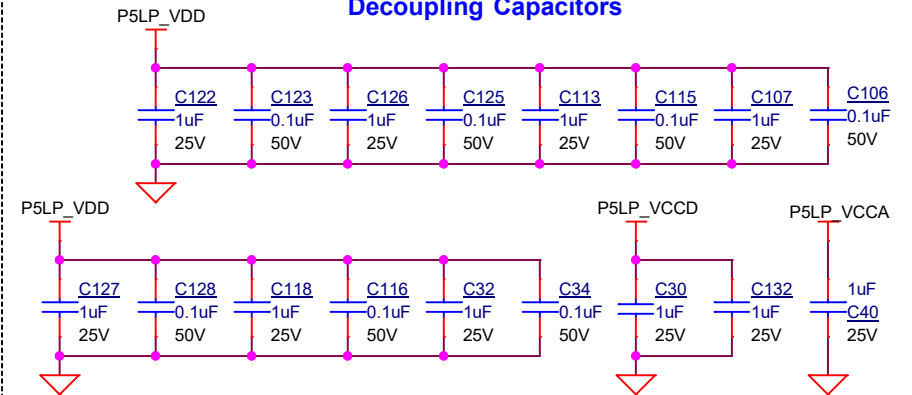 Decoupling Capacitors
P5LP_VDD
C122 C123 C126 C125 C113 C115 C107 C106
1uF 0.1uF 1uF 0.1uF 1uF 0.1uF 1uF 0.1uF
25V 50V 25V 50V 25V 50V 25V 50V
P5LP_VDD P5LP_VCCD P5LP_VCCA
C127 C128 C118 C116 C32 C34 C30 C132 1uF
1uF 0.1uF 1uF 0.1uF 1uF 0.1uF 1uF 1uF C40
25V 50V 25V 50V 25V 50V 25V 25V 25V